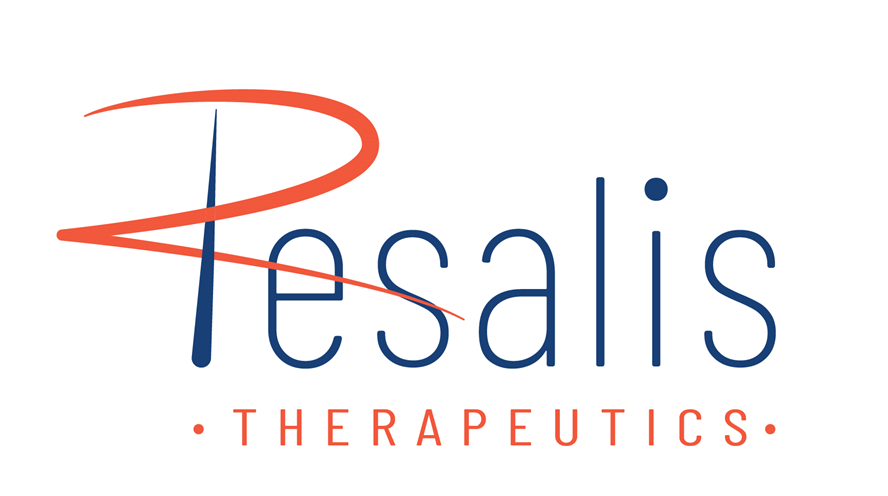 Resalis
• THERAPEUTICS •